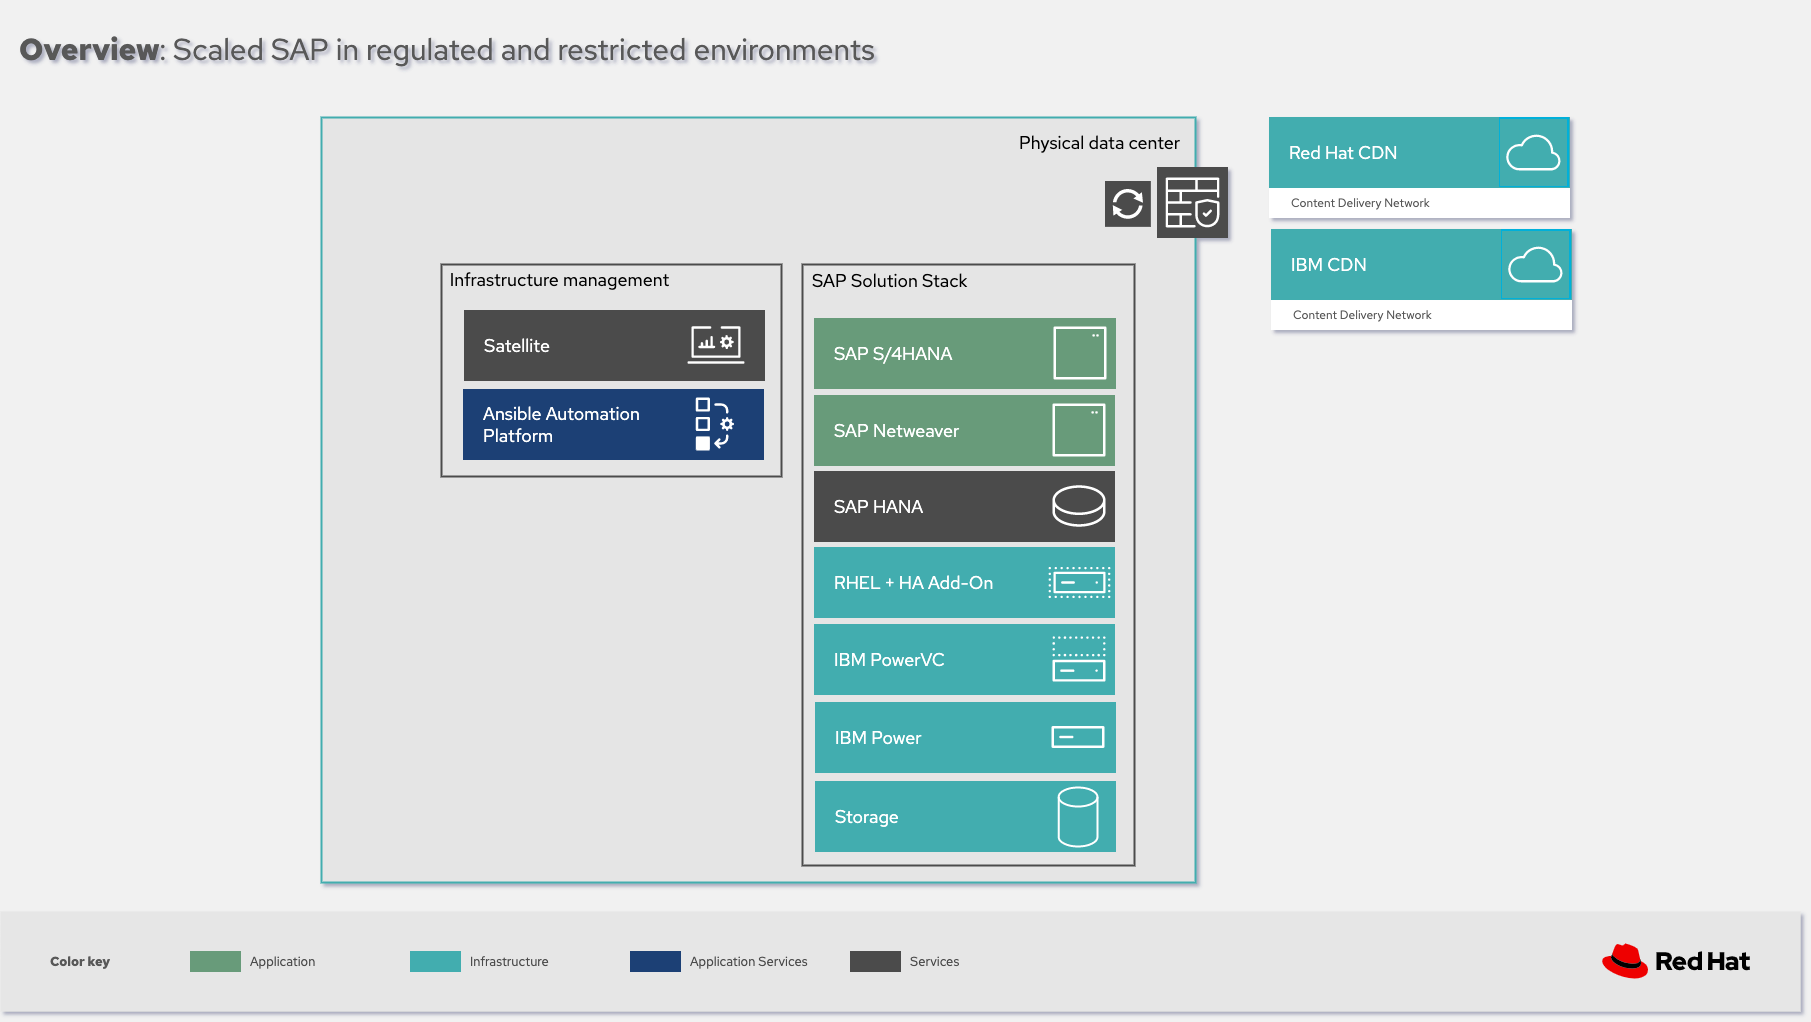 Overview: Scaled SAP in regulated and restricted environments
Physical data center
Red Hat CDN
Content Delivery Network
IBM CDN
Content Delivery Network
Infrastructure management
Satellite
Ansible Automation
Platform
SAP Solution Stack
SAP S/4HANA
SAP Netweaver
SAP HANA
RHEL + HA Add-On
IBM PowerVC
IBM Power
Storage
Color key
Application
Infrastructure
Application Services
Services
Red Hat